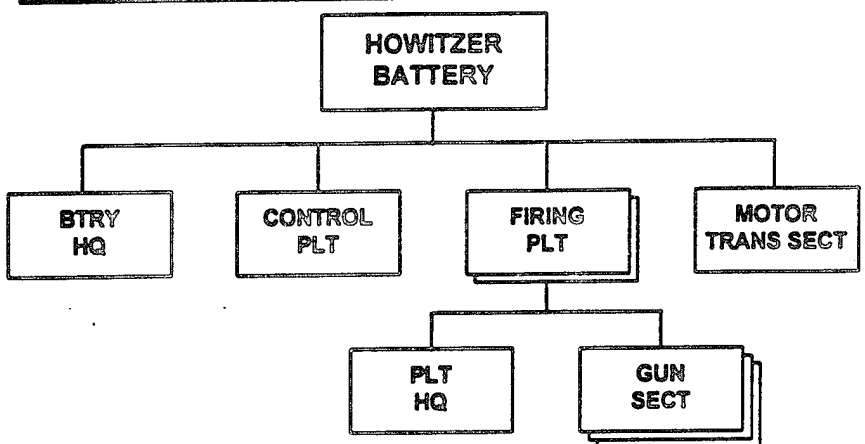 HOWITZER
BATTERY
BTRY
HQ
CONTROL
PLT
FIRING
PLT
MOTOR
TRANS SECT
PLT
HQ
GUN
SECT